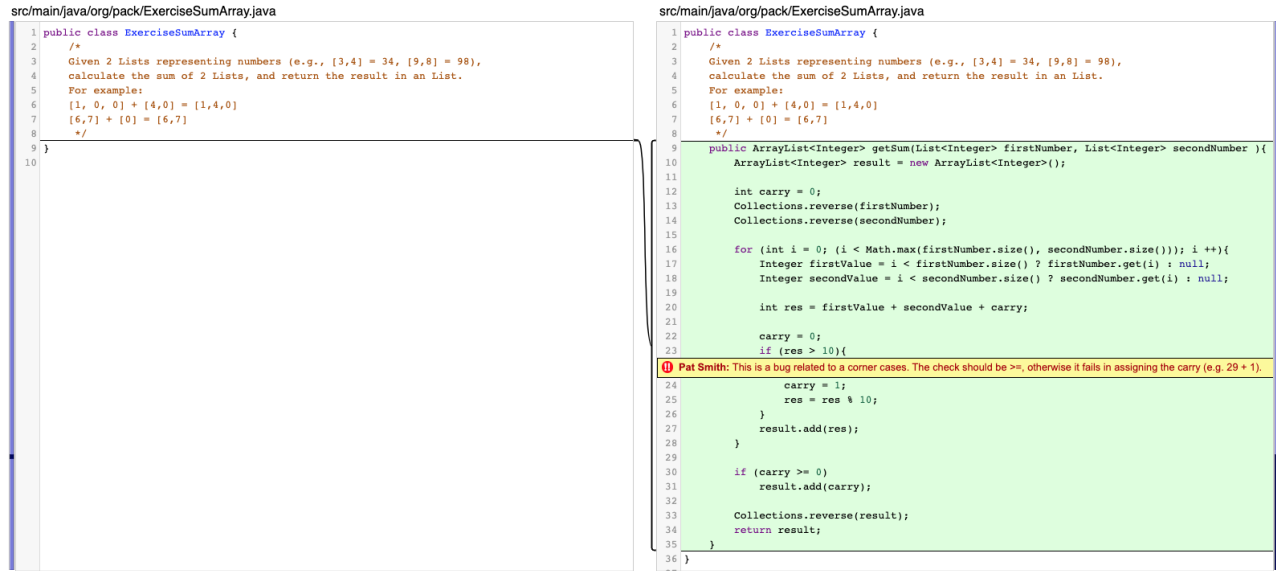 src/main/java/org/pack/ExerciseSumArray.java
1 public class ExerciseSumArray {
2 /*
3 Given 2 Lists representing numbers (e.g., [3,4] = 34, [9,8] = 98),
4 calculate the sum of 2 Lists, and return the result in an List.
5 For example:
6 [1, 0, 0] + [4,0] = [1,4,0]
7 [6,7] + [0] = [6,7]
8 */
9 }
10
src/main/java/org/pack/ExerciseSumArray.java
1 public class ExerciseSumArray {
2 /*
3 Given 2 Lists representing numbers (e.g., [3,4] = 34, [9,8] = 98),
4 calculate the sum of 2 Lists, and return the result in an List.
5 For example:
6 [1, 0, 0] + [4,0] = [1,4,0]
7 [6,7] + [0] = [6,7]
8 */
9 public ArrayList<Integer> getSum(List<Integer> firstNumber, List<Integer> secondNumber ){
10 ArrayList<Integer> result = new ArrayList<Integer>();
11
12 int carry = 0;
13 Collections.reverse(firstNumber);
14 Collections.reverse(secondNumber);
15
16 for (int i = 0; (i < Math.max(firstNumber.size(), secondNumber.size())); i ++){
17 Integer firstValue = i < firstNumber.size() ? firstNumber.get(i) : null;
18 Integer secondValue = i < secondNumber.size() ? secondNumber.get(i) : null;
19
20 int res = firstValue + secondValue + carry;
21
22 carry = 0;
23 if (res > 10){
!! Pat Smith: This is a bug related to a corner cases. The check should be >=, otherwise it fails in assigning the carry (e.g. 29 + 1).
24 carry = 1;
25 res = res % 10;
26 }
27 result.add(res);
28 }
29
30 if (carry >= 0)
31 result.add(carry);
32
33 Collections.reverse(result);
34 return result;
35 }
36 }